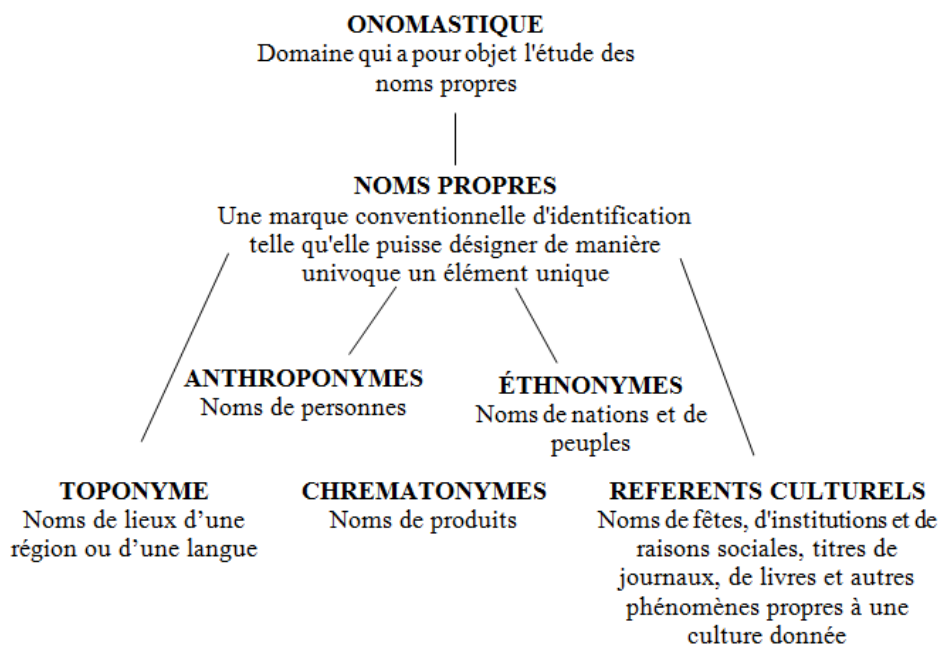 ONOMASTIQUE
Domaine qui a pour objet l'étude des
noms propres
NOMS PROPRES
Une marque conventionnelle d'identification
telle qu'elle puisse désigner de manière
univoque un élément unique
ANTHROPONYMES
Noms de personnes
ÉTHNONYMES
Noms de nations et de
peuples
TOPONYME
Noms de lieux d’une
région ou d’une langue
CHREMATONYMES
Noms de produits
REFERENTS CULTURELS
Noms de fêtes, d'institutions et de
raisons sociales, titres de
journaux, de livres et autres
phénomènes propres à une
culture donnée